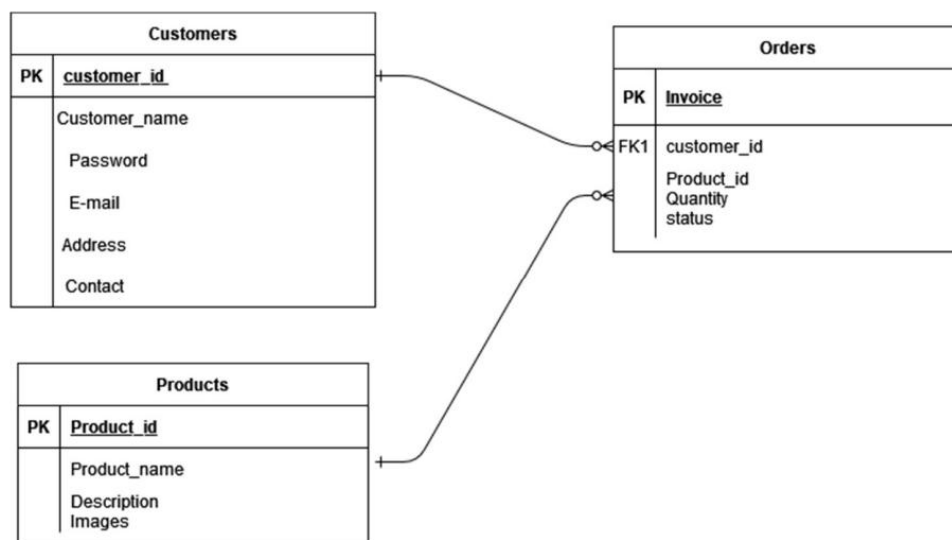 Customers
PK customer_id
Customer_name
Password
E-mail
Address
Contact
Orders
PK Invoice
FK1 customer_id
Product_id
Quantity
status
Products
PK Product_id
Product_name
Description
Images